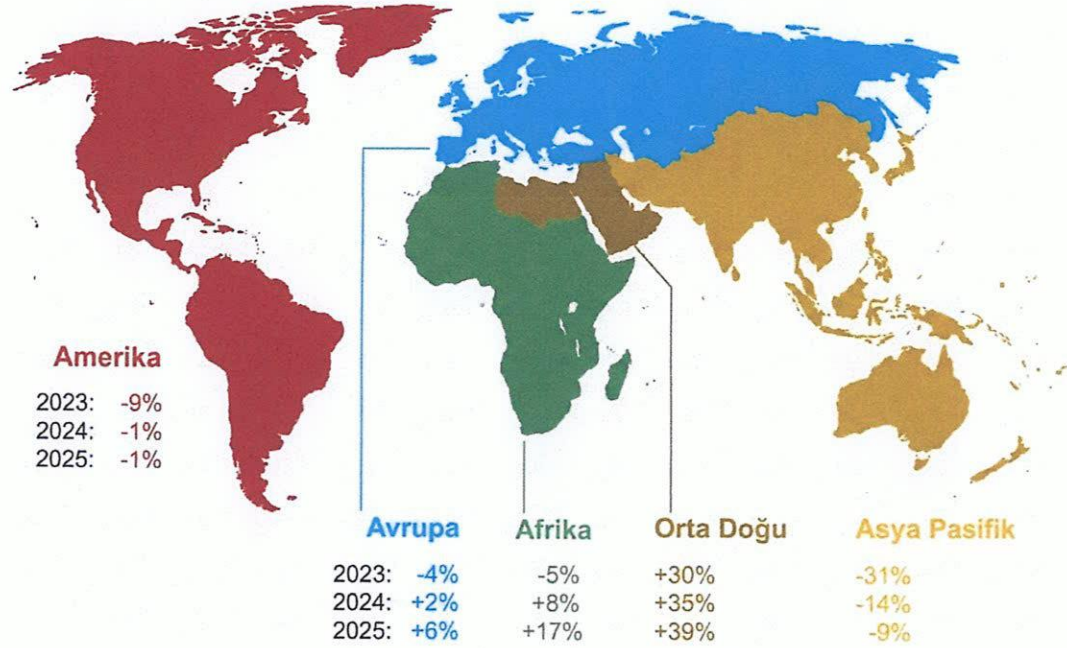 Amerika
2023: -9%
2024: -1%
2025: -1%
Avrupa Afrika Orta Doğu Asya Pasifik
2023: -4% -5% +30% -31%
2024: +2% +8% +35% -14%
2025: +6% +17% +39% -9%